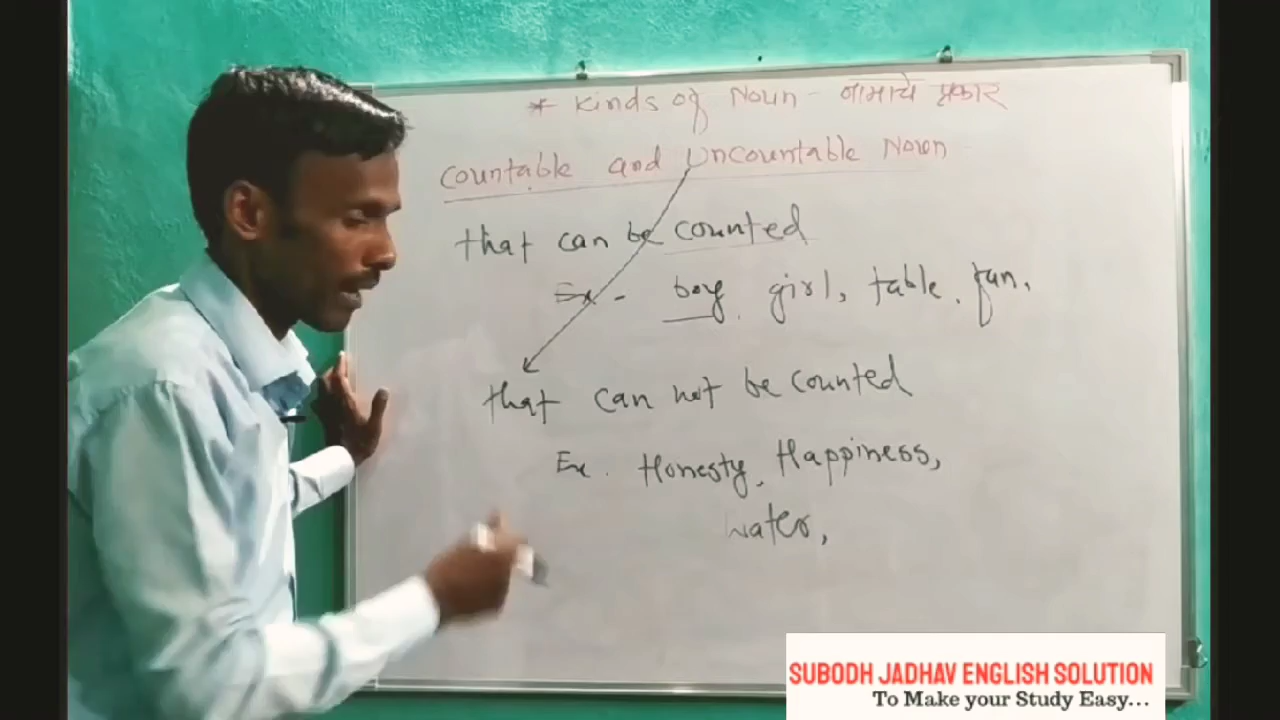 * Kinds of Noun - नामाचे प्रकार
Countable and Uncountable Noun
that can be counted
Ex - boy, girl, table, fan,
that can not be counted
Ex. Honesty, Happiness,
water,
SUBODH JADHAV ENGLISH SOLUTION
To Make your Study Easy...